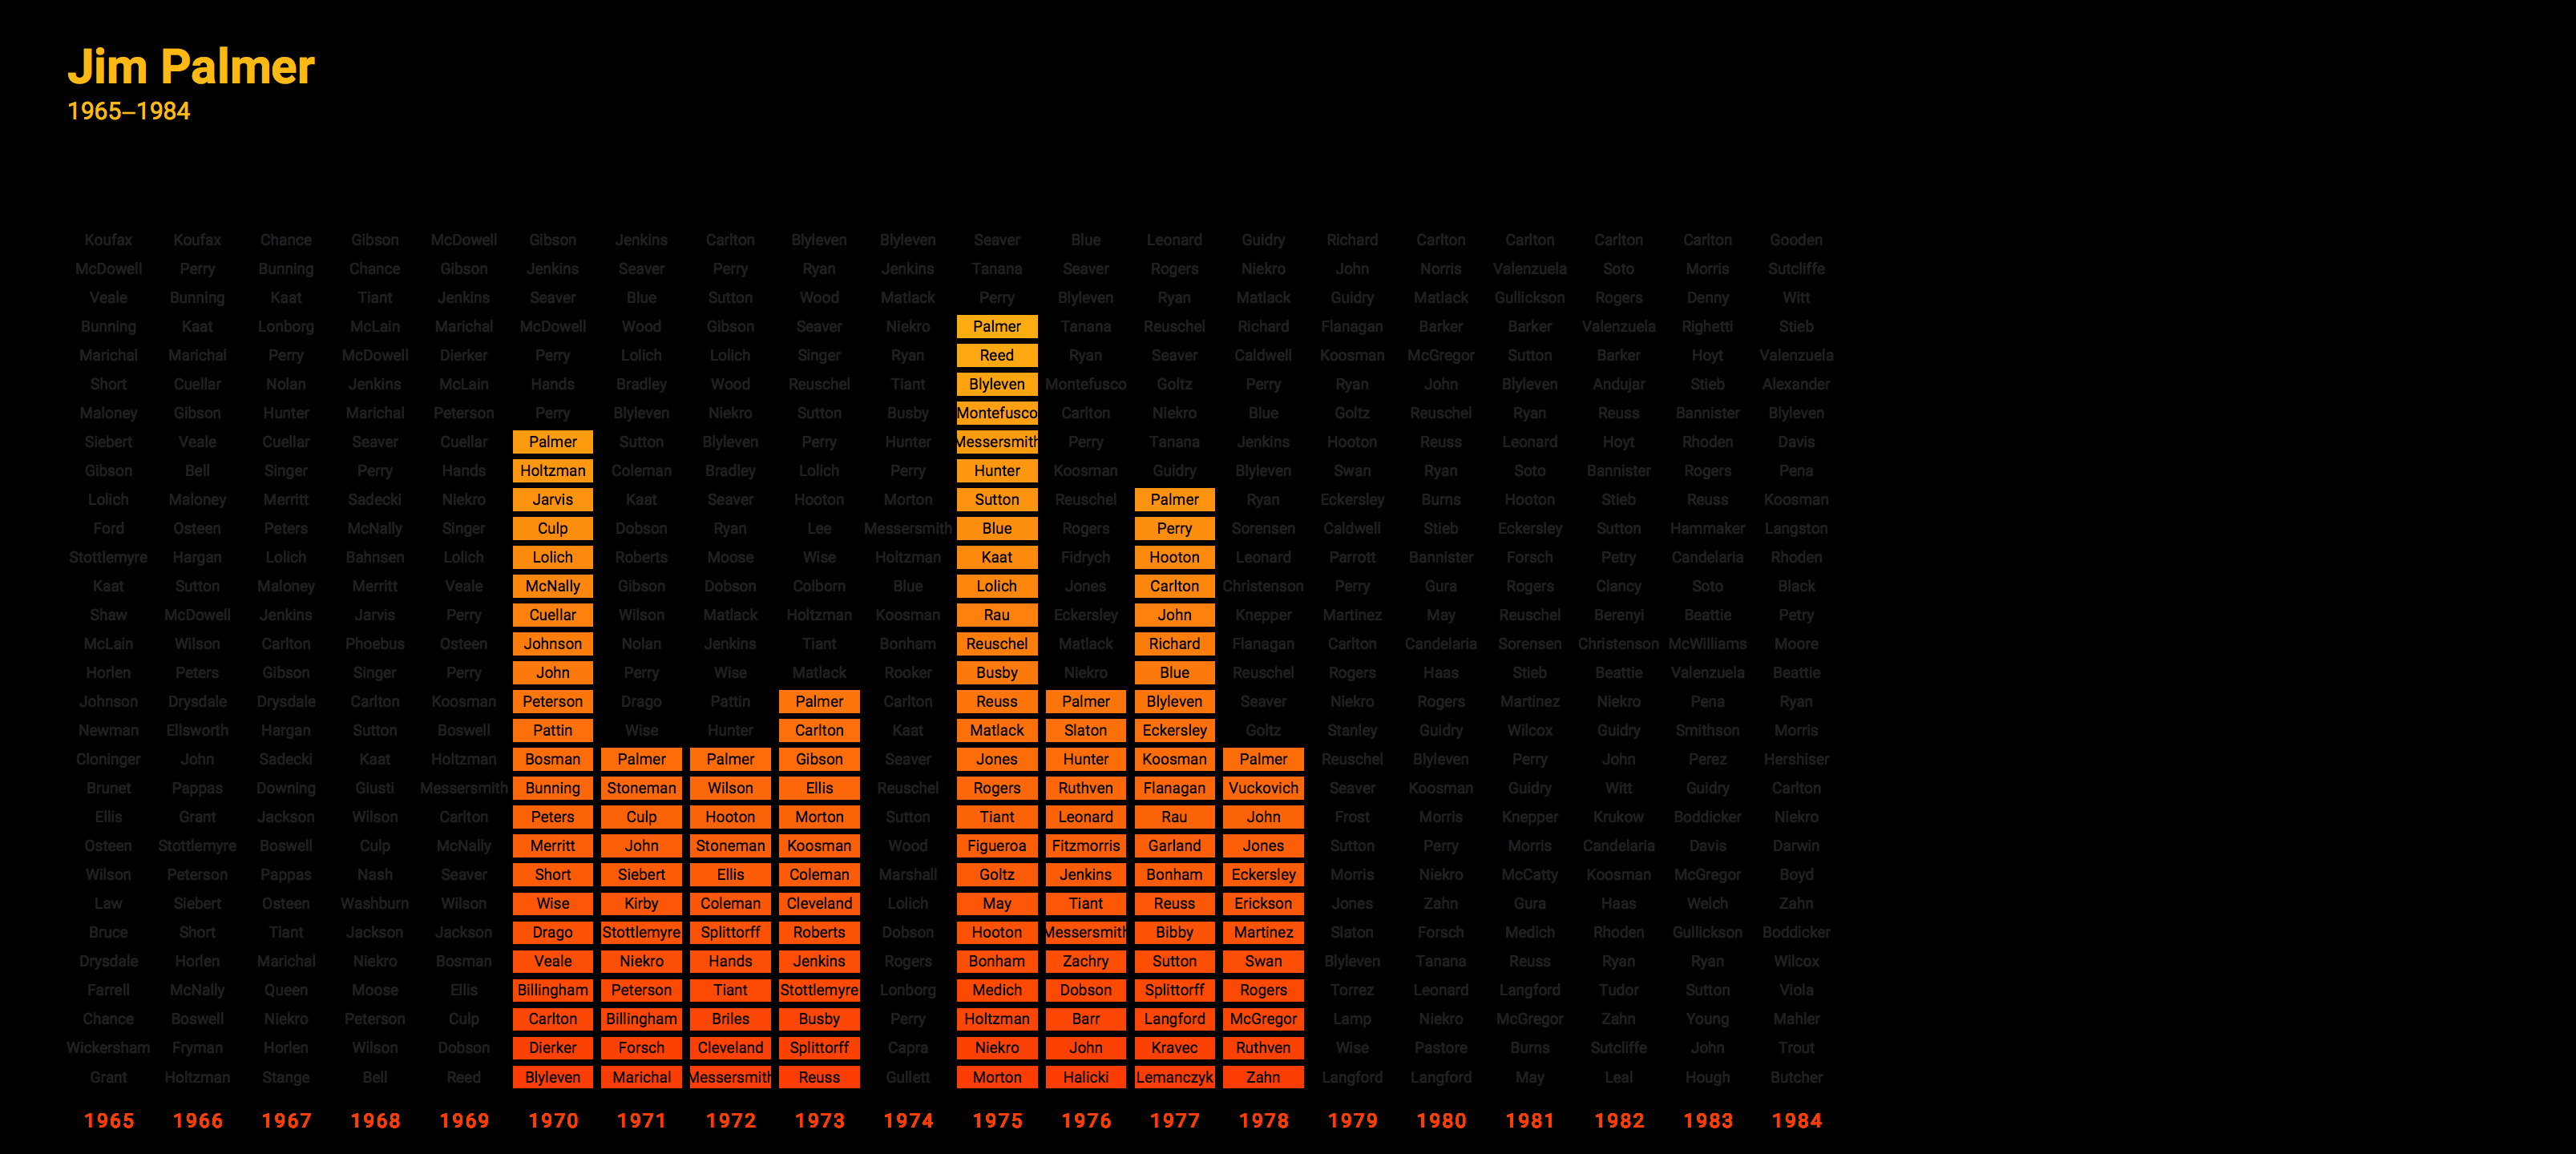 Jim Palmer
1965–1984
Koufax Koufax Chance Gibson McDowell Gibson Jenkins Carlton Blyleven Blyleven Seaver Blue Leonard Guidry Richard Carlton Carlton Carlton Carlton Gooden
McDowell Perry Bunning Chance Gibson Jenkins Seaver Perry Ryan Jenkins Tanana Seaver Rogers Niekro John Norris Valenzuela Soto Morris Sutcliffe
Veale Bunning Kaat Tiant Jenkins Seaver Blue Sutton Wood Matlack Perry Blyleven Ryan Matlack Guidry Matlack Gullickson Rogers Denny Witt
Bunning Kaat Lonborg McLain Marichal McDowell Wood Gibson Seaver Niekro Palmer Tanana Reuschel Richard Flanagan Barker Barker Valenzuela Righetti Stieb
Marichal Marichal Perry McDowell Dierker Perry Lolich Lolich Singer Ryan Reed Ryan Seaver Caldwell Koosman McGregor Sutton Barker Hoyt Valenzuela
Short Cuellar Nolan Jenkins McLain Hands Bradley Wood Reuschel Tiant Blyleven Montefusco Goltz Perry Ryan John Blyleven Andujar Stieb Alexander
Maloney Gibson Hunter Marichal Peterson Perry Blyleven Niekro Sutton Busby Montefusco Carlton Niekro Blue Goltz Reuschel Ryan Reuss Bannister Blyleven
Siebert Veale Cuellar Seaver Cuellar Palmer Sutton Blyleven Perry Hunter Messersmith Perry Tanana Jenkins Hooton Reuss Leonard Hoyt Rhoden Davis
Gibson Bell Singer Perry Hands Holtzman Coleman Bradley Lolich Perry Hunter Koosman Guidry Blyleven Swan Ryan Soto Bannister Rogers Pena
Lolich Maloney Merritt Sadecki Niekro Jarvis Kaat Seaver Hooton Morton Sutton Reuschel Palmer Ryan Eckersley Burns Hooton Stieb Reuss Koosman
Ford Osteen Peters McNally Singer Culp Dobson Ryan Lee Messersmith Blue Rogers Perry Sorensen Caldwell Stieb Eckersley Sutton Hammaker Langston
Stottlemyre Hargan Lolich Bahnsen Lolich Lolich Roberts Moose Wise Holtzman Kaat Fidrych Hooton Leonard Parrott Bannister Forsch Petry Candelaria Rhoden
Kaat Sutton Maloney Merritt Veale McNally Gibson Dobson Colborn Blue Lolich Jones Carlton Christenson Perry Gura Rogers Clancy Soto Black
Shaw McDowell Jenkins Jarvis Perry Cuellar Wilson Matlack Holtzman Koosman Rau Eckersley John Knepper Martinez May Reuschel Berenyi Beattie Petry
McLain Wilson Carlton Phoebus Osteen Johnson Nolan Jenkins Tiant Bonham Reuschel Matlack Richard Flanagan Carlton Candelaria Sorensen Christenson McWilliams Moore
Horlen Peters Gibson Singer Perry John Perry Wise Matlack Rooker Busby Niekro Blue Reuschel Rogers Haas Stieb Beattie Valenzuela Beattie
Johnson Drysdale Drysdale Carlton Koosman Peterson Drago Pattin Palmer Carlton Reuss Palmer Blyleven Seaver Niekro Rogers Martinez Niekro Pena Ryan
Newman Ellsworth Hargan Sutton Boswell Pattin Wise Hunter Carlton Kaat Matlack Slaton Eckersley Goltz Stanley Guidry Wilcox Guidry Smithson Morris
Cloninger John Sadecki Kaat Holtzman Bosman Palmer Palmer Gibson Seaver Jones Hunter Koosman Palmer Reuschel Blyleven Perry John Perez Hershiser
Brunet Pappas Downing Giusti Messersmith Bunning Stoneman Wilson Ellis Reuschel Rogers Ruthven Flanagan Vuckovich Seaver Koosman Guidry Witt Guidry Carlton
Ellis Grant Jackson Wilson Carlton Peters Culp Hooton Morton Sutton Tiant Leonard Rau John Frost Morris Knepper Krukow Boddicker Niekro
Osteen Stottlemyre Boswell Culp McNally Merritt John Stoneman Koosman Wood Figueroa Fitzmorris Garland Jones Sutton Perry Morris Candelaria Davis Darwin
Wilson Peterson Pappas Nash Seaver Short Siebert Ellis Coleman Marshall Goltz Jenkins Bonham Eckersley Morris Niekro McCatty Koosman McGregor Boyd
Law Siebert Osteen Washburn Wilson Wise Kirby Coleman Cleveland Lolich May Tiant Reuss Erickson Jones Zahn Gura Haas Welch Zahn
Bruce Short Tiant Jackson Jackson Drago Stottlemyre Splittorff Roberts Dobson Hooton Messersmith Bibby Martinez Slaton Forsch Medich Rhoden Gullickson Boddicker
Drysdale Horlen Marichal Niekro Bosman Veale Niekro Hands Jenkins Rogers Bonham Zachry Sutton Swan Blyleven Tanana Reuss Ryan Ryan Wilcox
Farrell McNally Queen Moose Ellis Billingham Peterson Tiant Stottlemyre Lonborg Medich Dobson Splittorff Rogers Torrez Leonard Langford Tudor Sutton Viola
Chance Boswell Niekro Peterson Culp Carlton Billingham Briles Busby Perry Holtzman Barr Langford McGregor Lamp Niekro McGregor Zahn Young Mahler
Wickersham Fryman Horlen Wilson Dobson Dierker Forsch Cleveland Splittorff Capra Niekro John Kravec Ruthven Wise Pastore Burns Sutcliffe John Trout
Grant Holtzman Stange Bell Reed Blyleven Marichal Messersmith Reuss Gullett Morton Halicki Lemanczyk Zahn Langford Langford May Leal Hough Butcher
1965 1966 1967 1968 1969 1970 1971 1972 1973 1974 1975 1976 1977 1978 1979 1980 1981 1982 1983 1984